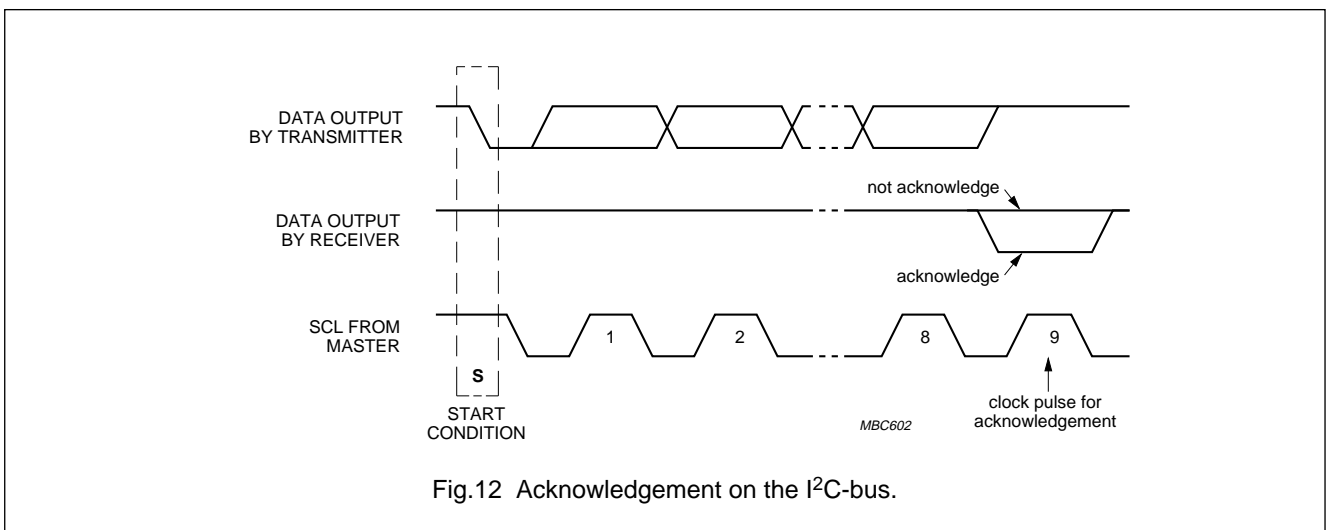 DATA OUTPUT
BY TRANSMITTER
not acknowledge
DATA OUTPUT
BY RECEIVER
acknowledge
SCL FROM
MASTER
1
2
8
9
S
START
CONDITION
MBC602
clock pulse for
acknowledgement
Fig.12 Acknowledgement on the I²C-bus.